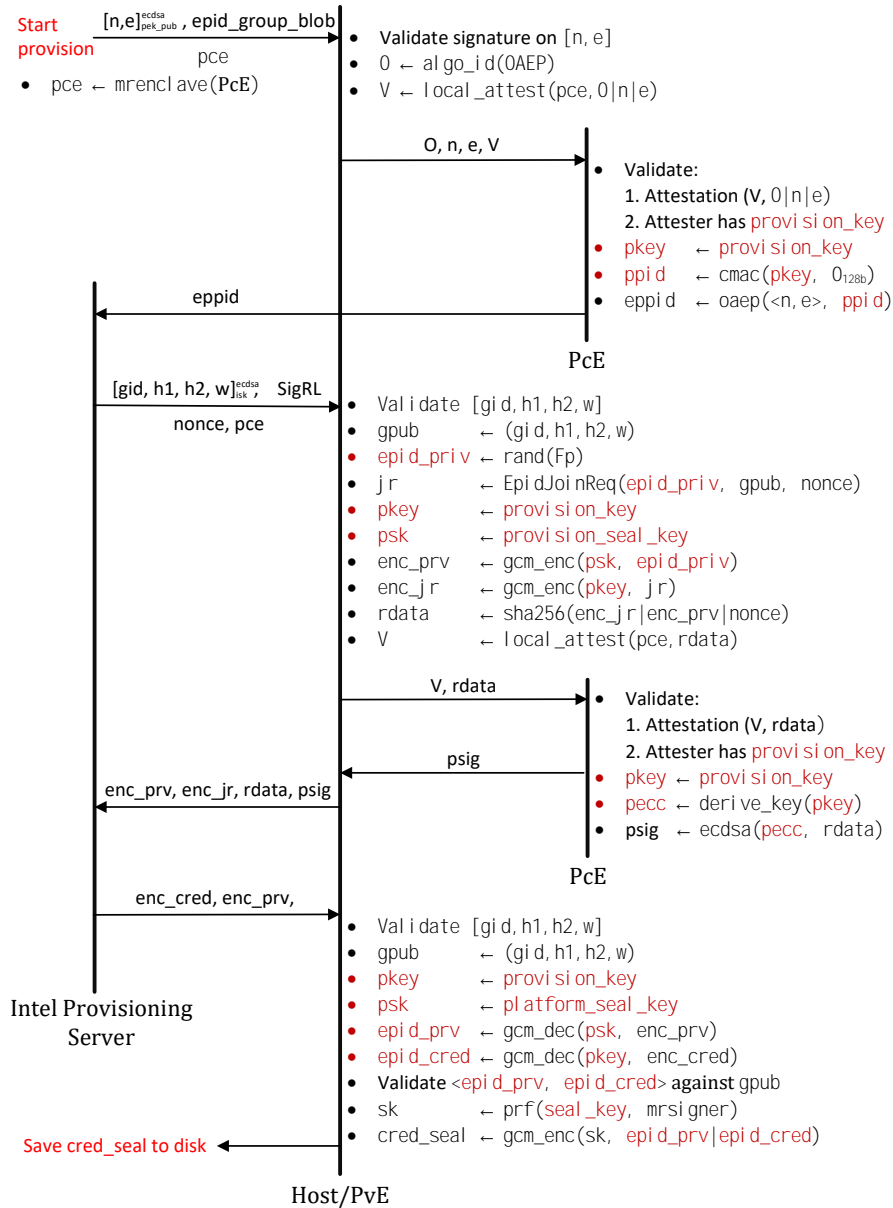 Start
provision
[n,e]ecdsa pek_pub , epid_group_blob
pce
• pce ← mrenclave(PcE)
• Validate signature on [n, e]
• O ← algo_id(OAEP)
• V ← local_attest(pce,O|n|e)
O, n, e, V
• Validate:
1. Attestation (V, O|n|e)
2. Attester has provision_key
• pkey ← provision_key
• ppid ← cmac(pkey, 0128b)
• eppid ← oaep(<n,e>, ppid)
eppid
PcE
[gid, h1, h2, w]ecdsa isk, SigRL
nonce, pce
• Validate [gid,h1,h2,w]
• gpub ← (gid,h1,h2,w)
• epid_priv ← rand(Fp)
• jr ← EpidJoinReq(epid_priv, gpub, nonce)
• pkey ← provision_key
• psk ← provision_seal_key
• enc_prv ← gcm_enc(psk, epid_priv)
• enc_jr ← gcm_enc(pkey, jr)
• rdata ← sha256(enc_jr|enc_prv|nonce)
• V ← local_attest(pce,rdata)
V, rdata
• Validate:
1. Attestation (V, rdata)
2. Attester has provision_key
psig
• pkey ← provision_key
enc_prv, enc_jr, rdata, psig
• pecc ← derive_key(pkey)
• psig ← ecdsa(pecc, rdata)
PcE
enc_cred, enc_prv,
• Validate [gid,h1,h2,w]
• gpub ← (gid,h1,h2,w)
• pkey ← provision_key
• psk ← platform_seal_key
• epid_prv ← gcm_dec(psk, enc_prv)
• epid_cred ← gcm_dec(pkey, enc_cred)
• Validate <epid_prv, epid_cred> against gpub
• sk ← prf(seal_key, mrsigner)
• cred_seal ← gcm_enc(sk, epid_prv|epid_cred)
Intel Provisioning
Server
Save cred_seal to disk
Host/PvE